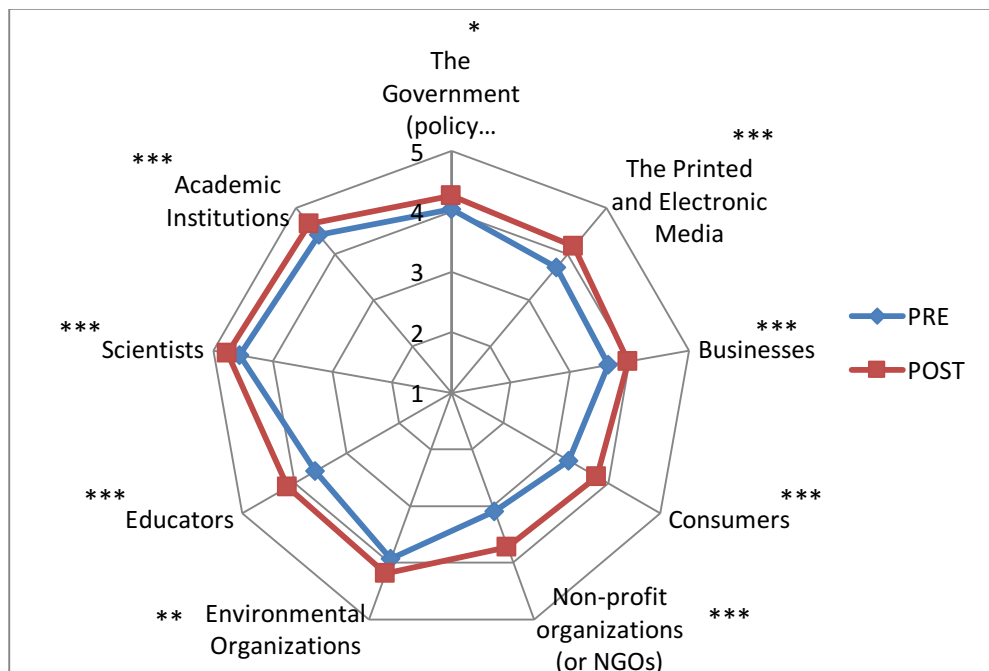 *
The
Government
(policy...
***
The Printed
and Electronic
Media
***
Businesses
***
Consumers
***
Non-profit
organizations
(or NGOs)
**
Environmental
Organizations
***
Educators
***
Scientists
***
Academic
Institutions
5
4
3
2
1
PRE
POST